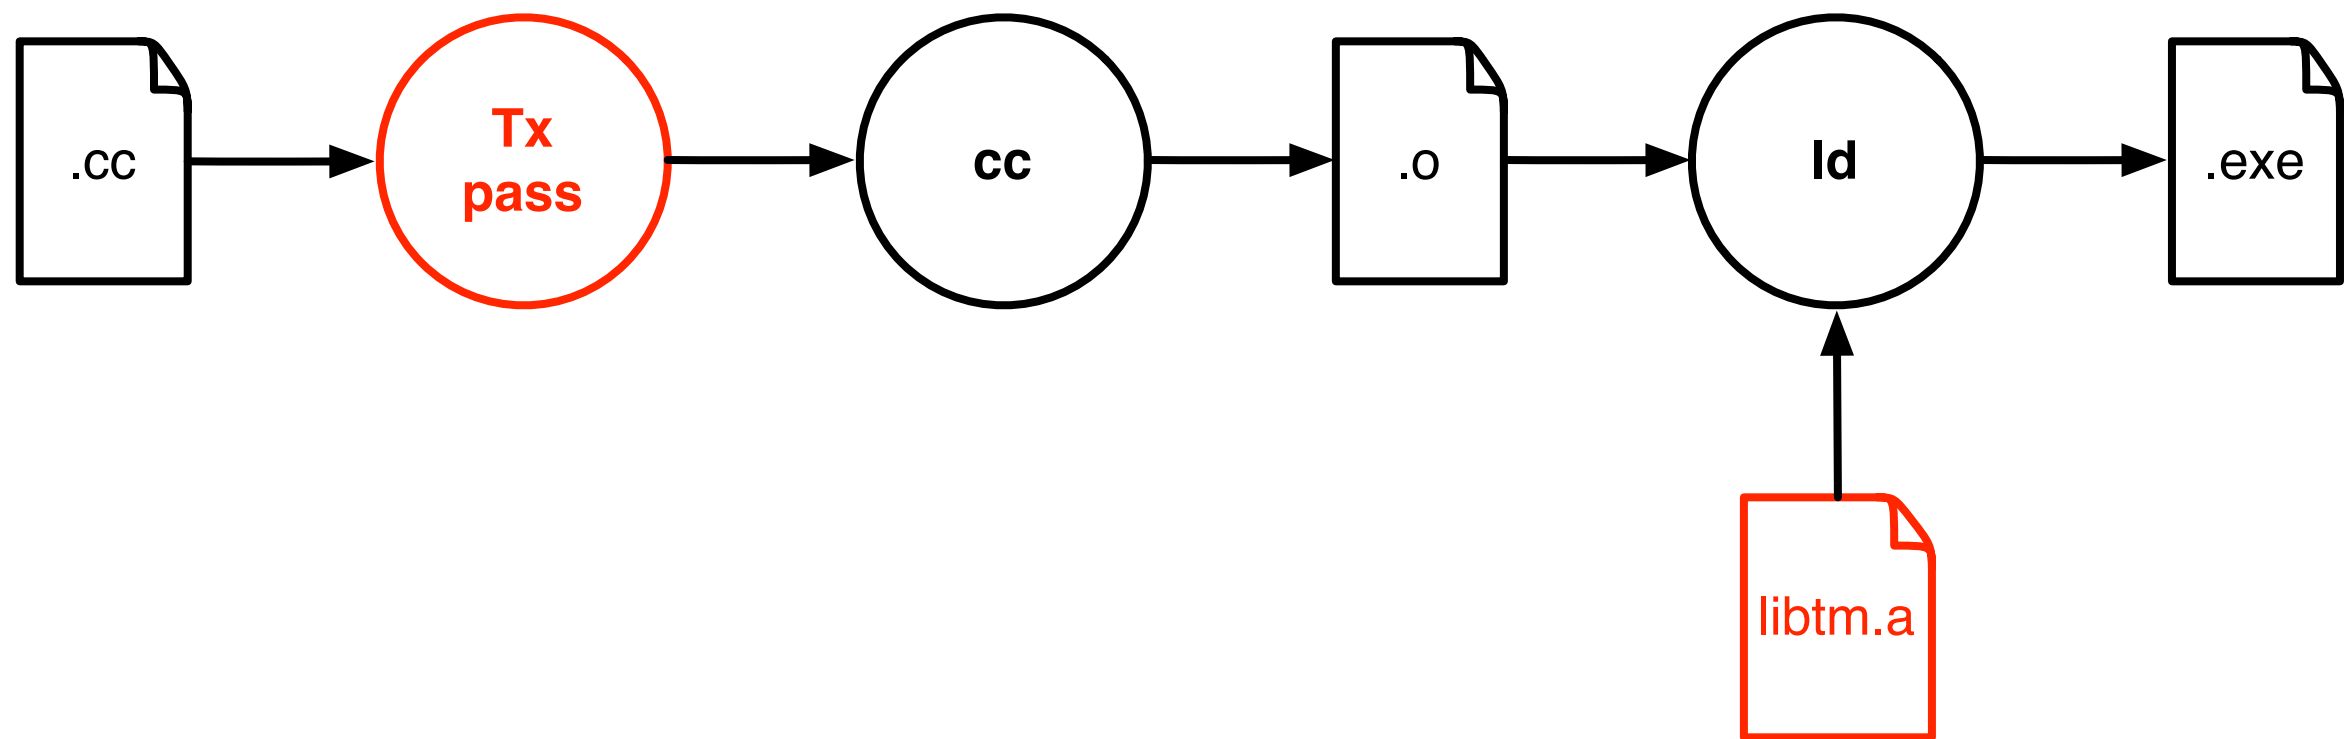 .cc
Tx
pass
cc
.o
ld
.exe
libtm.a